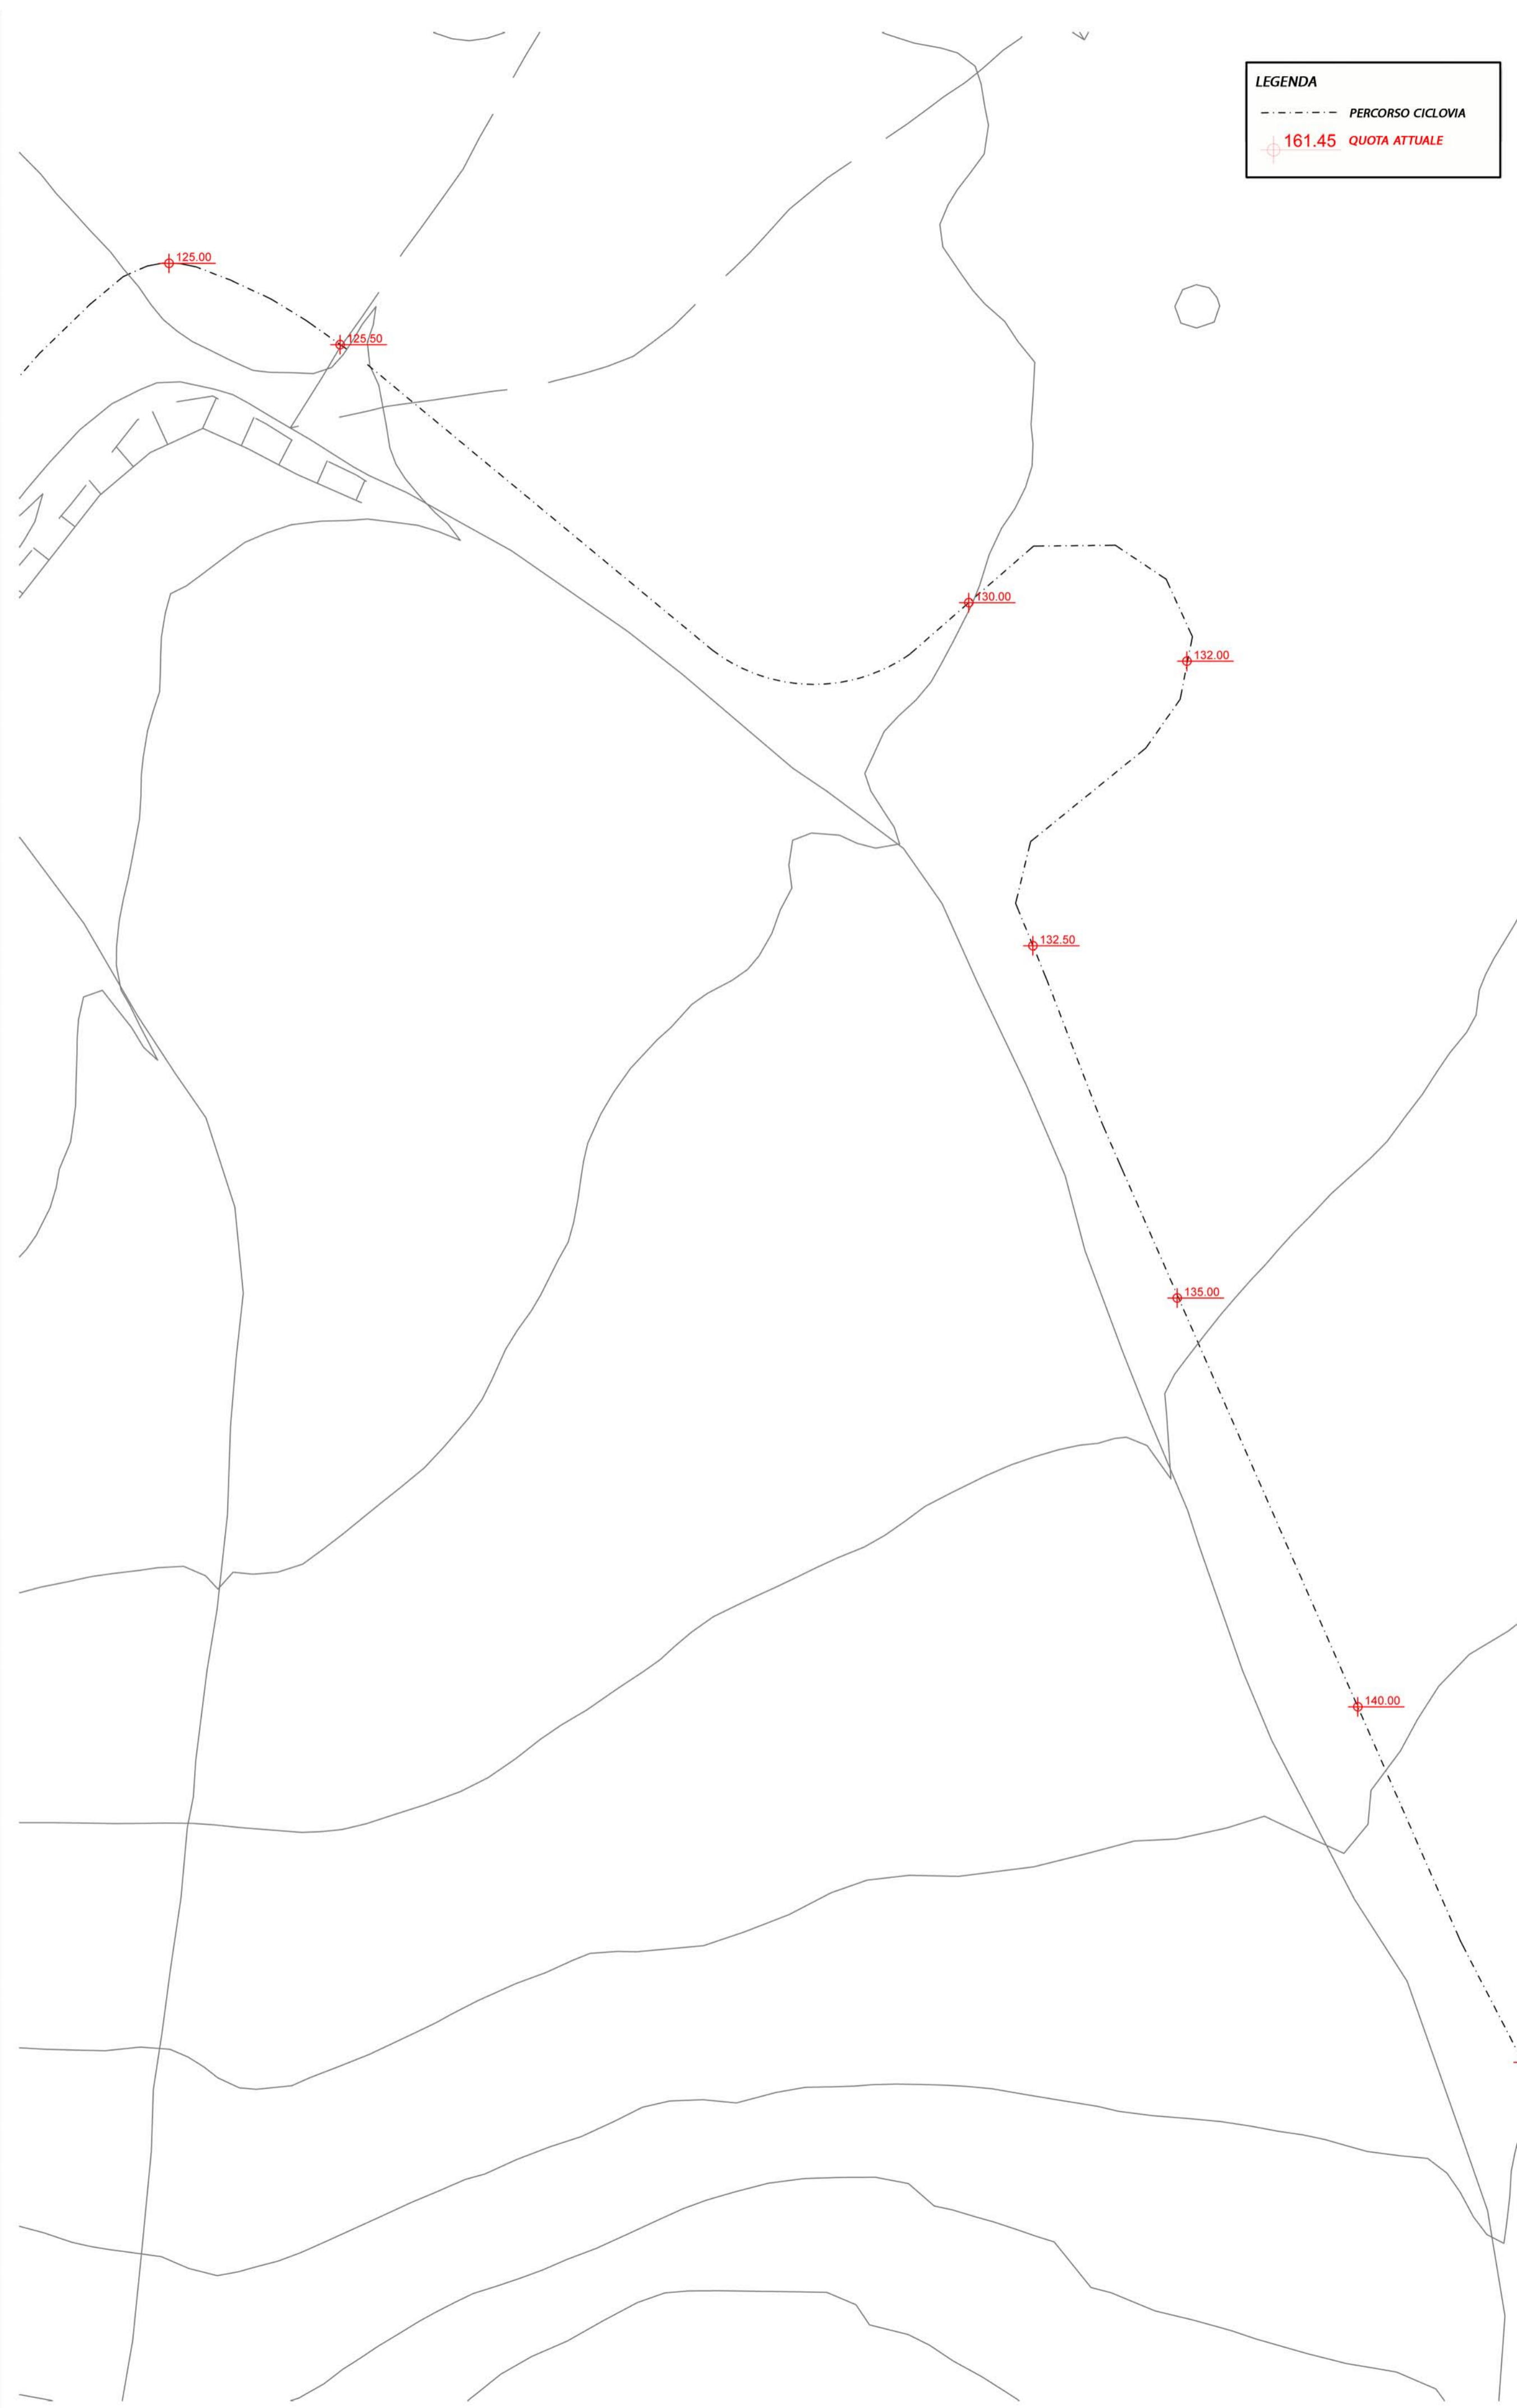 LEGENDA
PERCORSO CICLOVIA
161.45 QUOTA ATTUALE
125.00
125.50
130.00
132.00
132.50
135.00
140.00